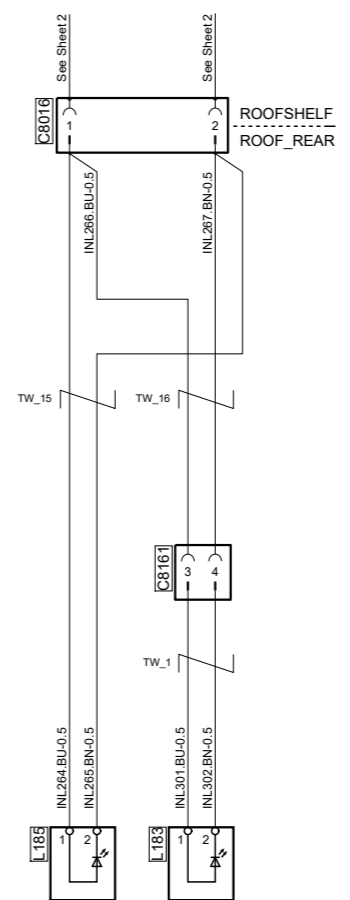 See Sheet 2
See Sheet 2
C8016
1
2
ROOFSHELF
ROOF_REAR
INL266.BU-0.5
INL267.BN-0.5
TW_15
TW_16
C8161
3
4
TW_1
INL264.BU-0.5
INL265.BN-0.5
INL301.BU-0.5
INL302.BN-0.5
L185
1
2
L183
1
2